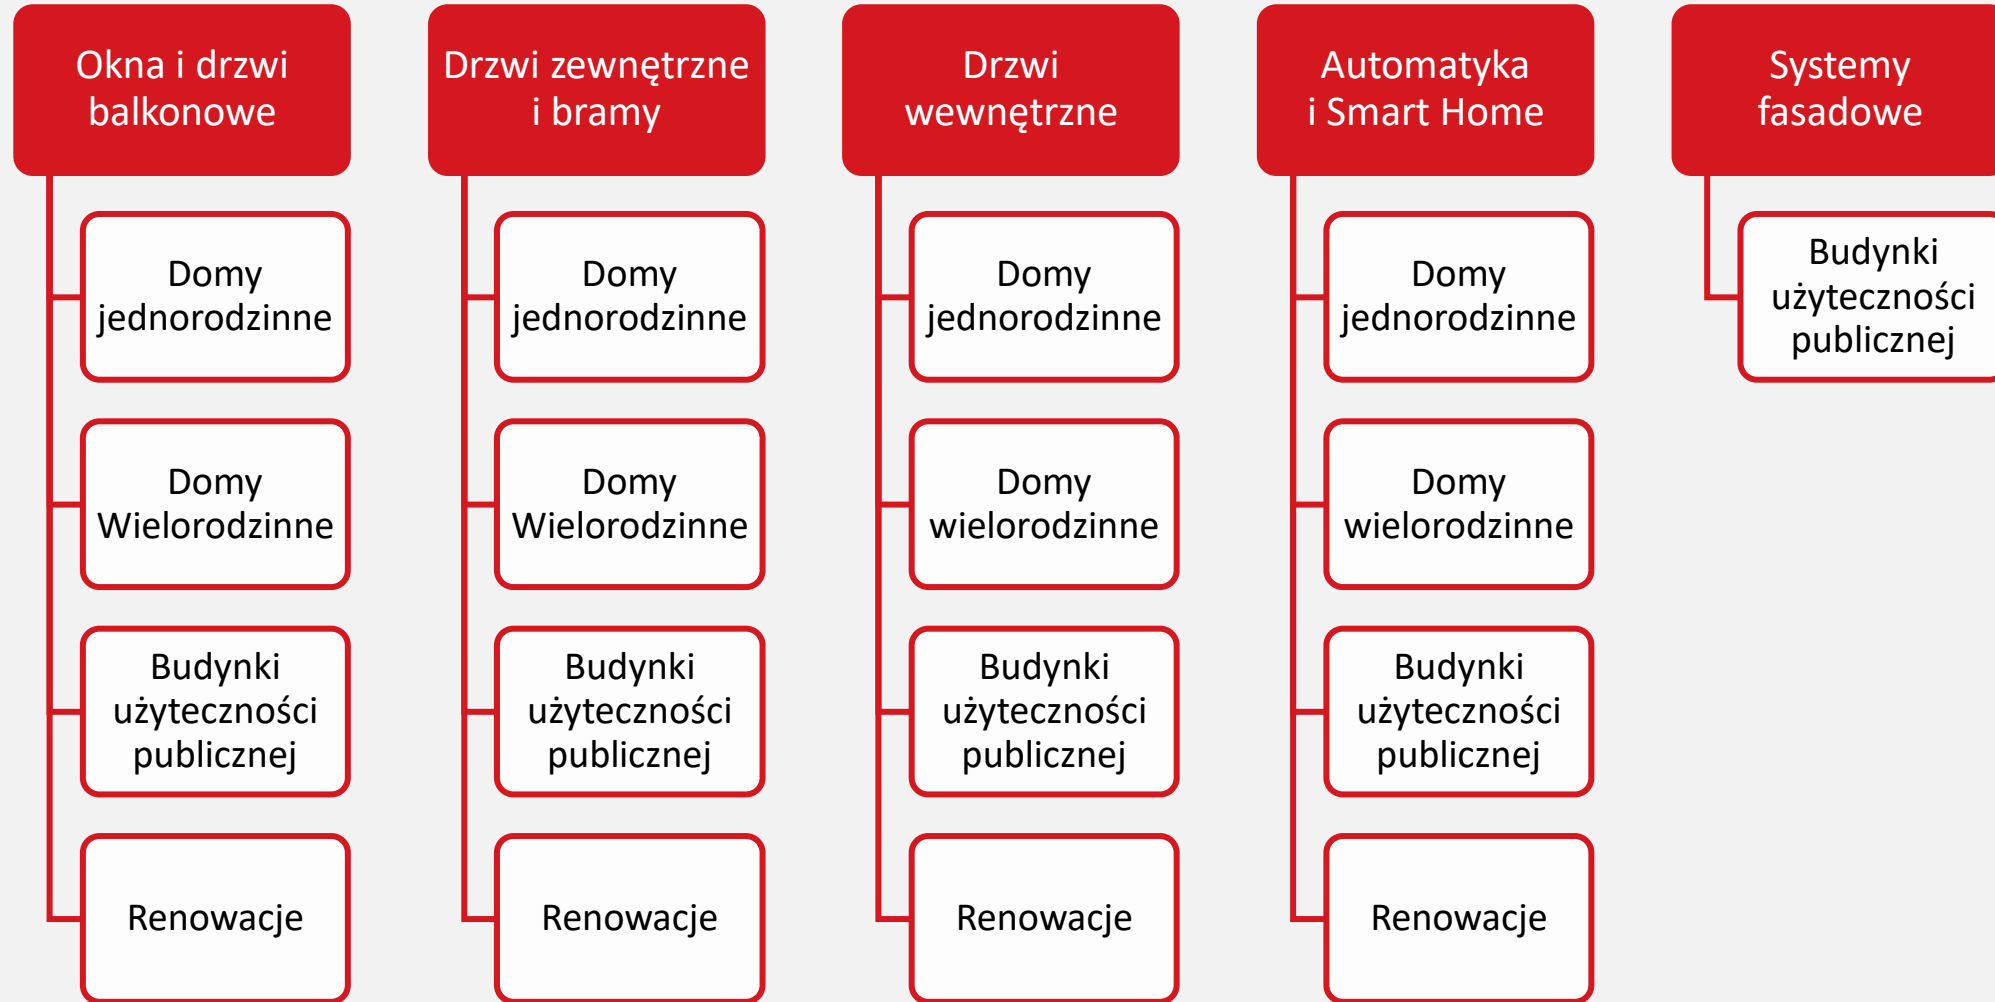 Okna i drzwi
balkonowe
Domy
jednorodzinne
Domy
Wielorodzinne
Budynki
użyteczności
publicznej
Renowacje
Drzwi zewnętrzne
i bramy
Domy
jednorodzinne
Domy
Wielorodzinne
Budynki
użyteczności
publicznej
Renowacje
Drzwi
wewnętrzne
Domy
jednorodzinne
Domy
wielorodzinne
Budynki
użyteczności
publicznej
Renowacje
Automatyka
i Smart Home
Domy
jednorodzinne
Domy
wielorodzinne
Budynki
użyteczności
publicznej
Renowacje
Systemy
fasadowe
Budynki
użyteczności
publicznej